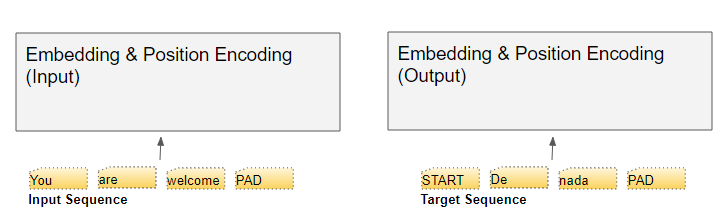 Embedding & Position Encoding
(Input)
You are welcome PAD
Input Sequence
Embedding & Position Encoding
(Output)
START De nada PAD
Target Sequence